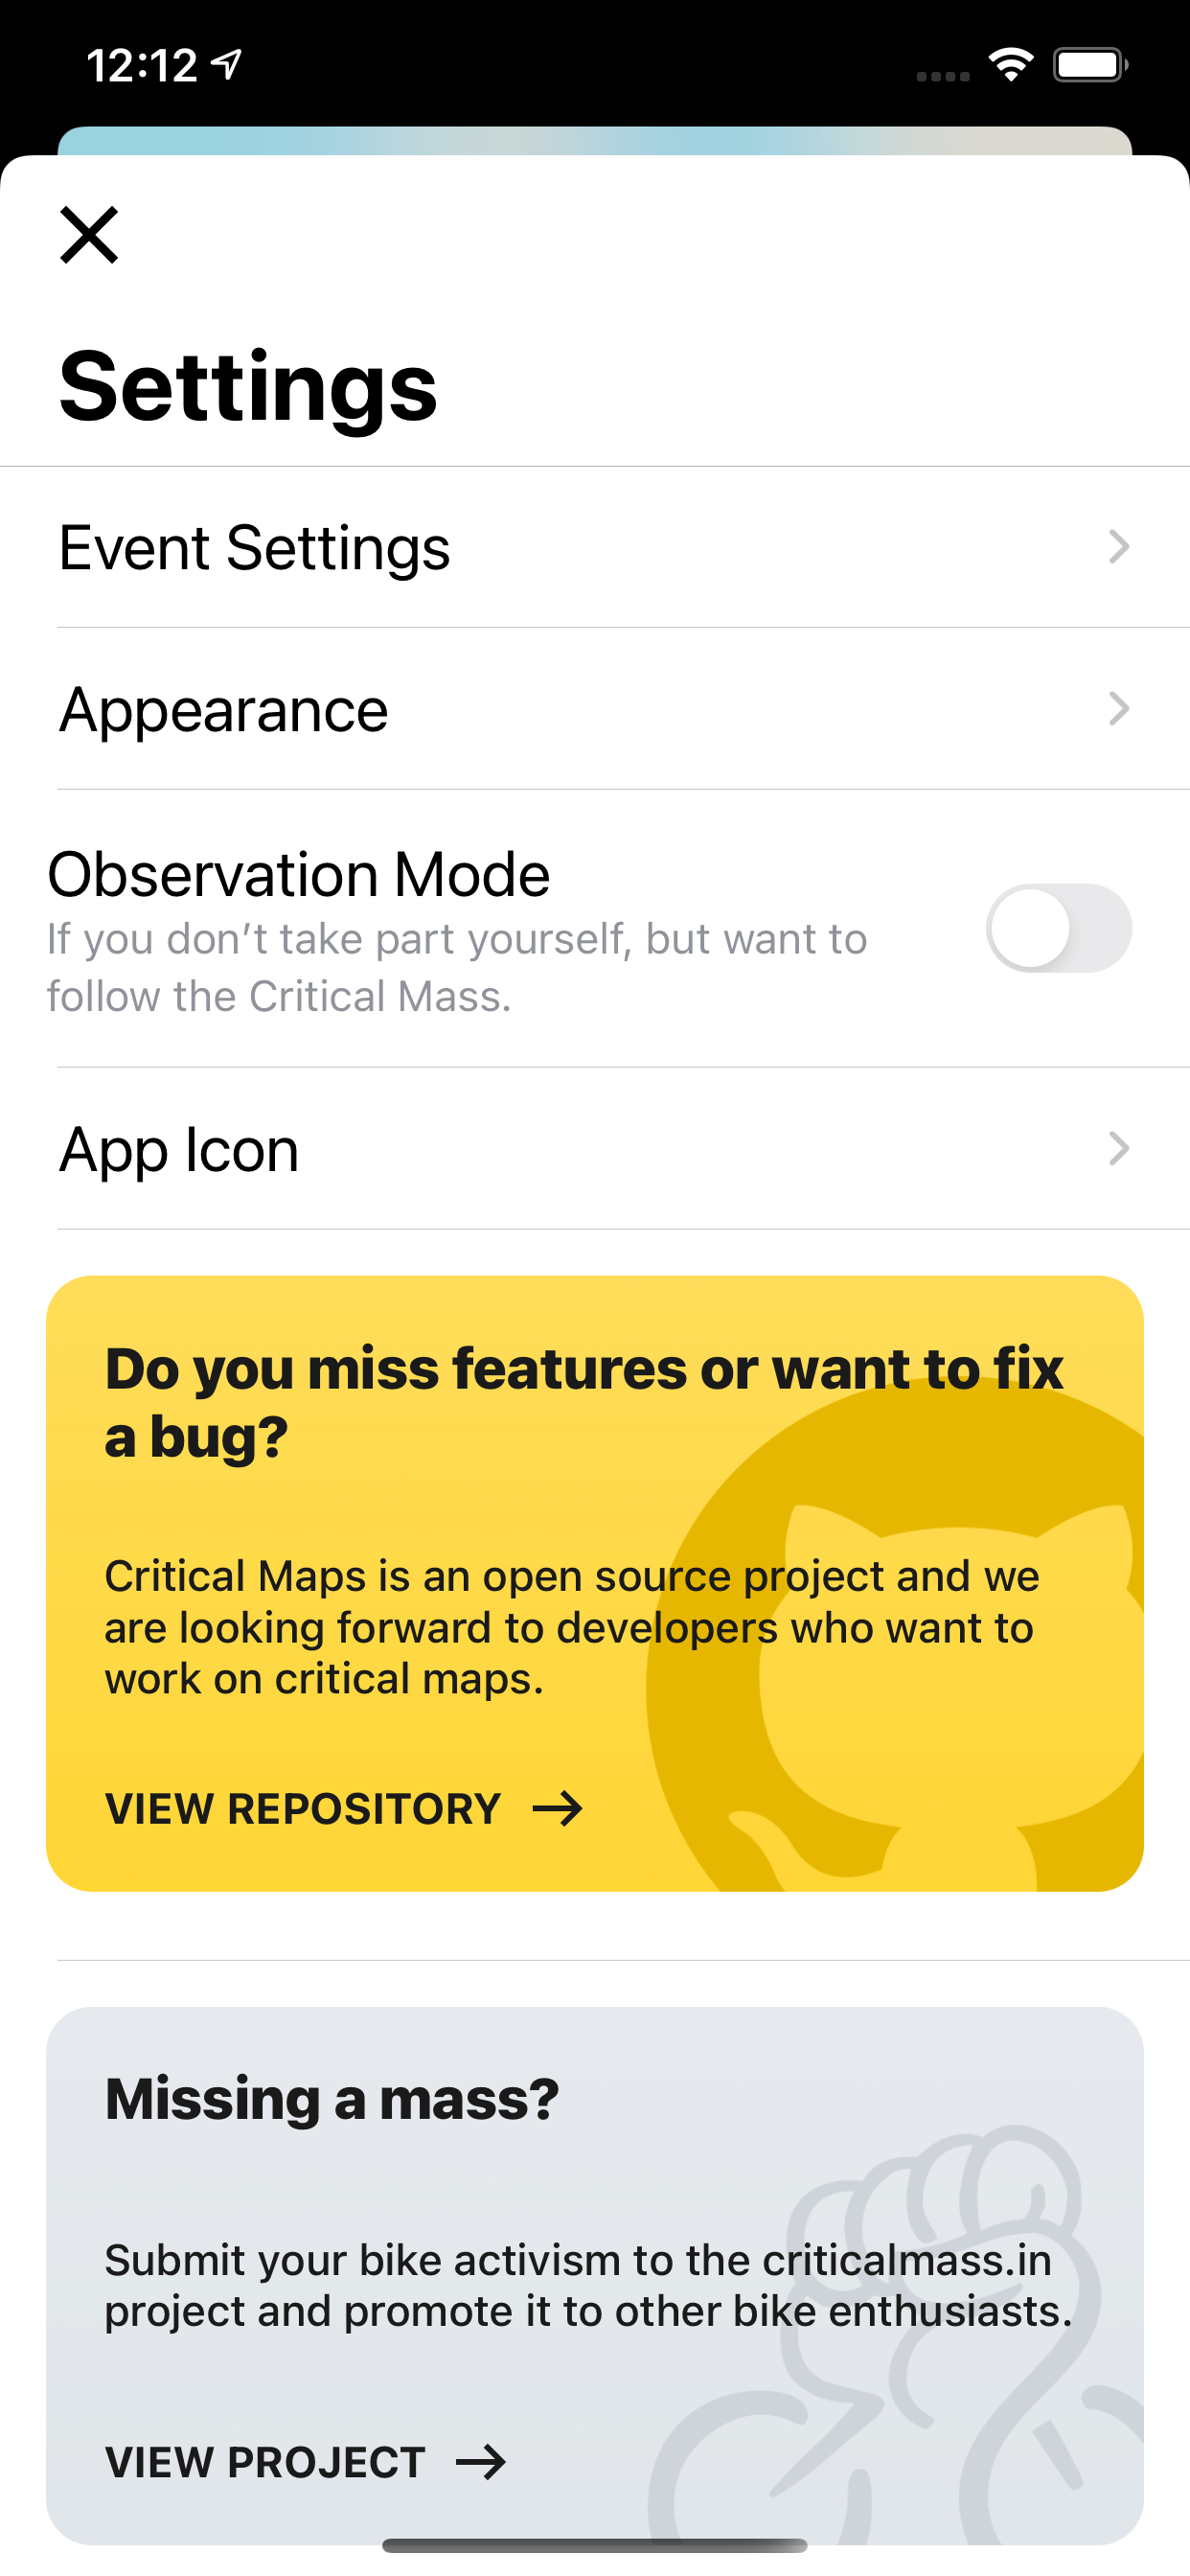 12:12
Settings
Event Settings
Appearance
Observation Mode
If you don't take part yourself, but want to
follow the Critical Mass.
App Icon
Do you miss features or want to fix
a bug?
Critical Maps is an open source project and we
are looking forward to developers who want to
work on critical maps.
VIEW REPOSITORY →
Missing a mass?
Submit your bike activism to the criticalmass.in
project and promote it to other bike enthusiasts.
VIEW PROJECT →